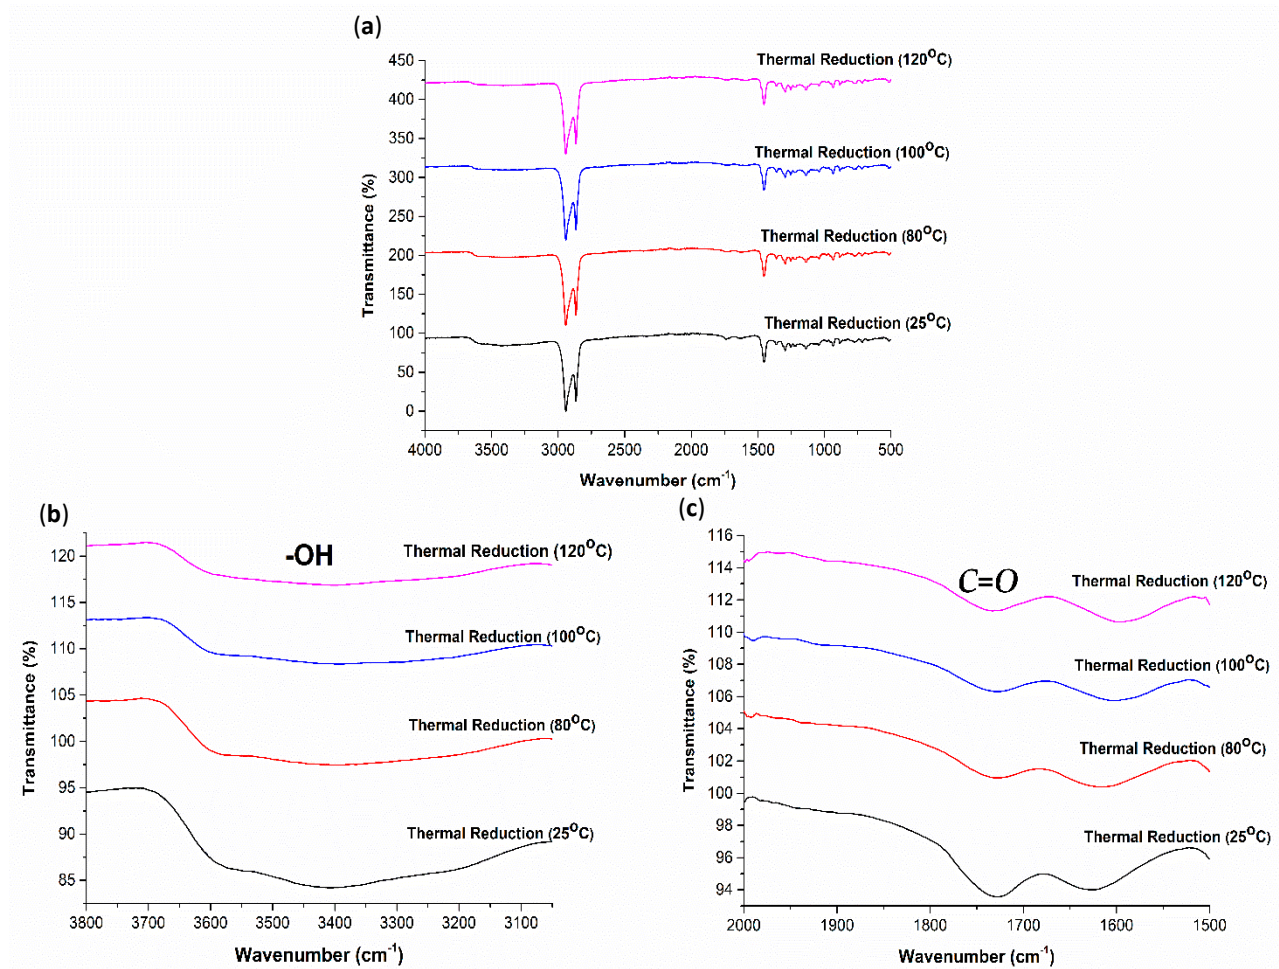 (a)
Thermal Reduction (120°C)
Thermal Reduction (100°C)
Thermal Reduction (80°C)
Thermal Reduction (25°C)
450
400
350
300
250
200
150
100
50
0
Transmittance (%)
4000 3500 3000 2500 2000 1500 1000 500
Wavenumber (cm⁻¹)
(b)
-OH
Thermal Reduction (120°C)
Thermal Reduction (100°C)
Thermal Reduction (80°C)
Thermal Reduction (25°C)
120
115
110
105
100
95
90
85
Transmittance (%)
3800 3700 3600 3500 3400 3300 3200 3100
Wavenumber (cm⁻¹)
(c)
C=O
Thermal Reduction (120°C)
Thermal Reduction (100°C)
Thermal Reduction (80°C)
Thermal Reduction (25°C)
116
114
112
110
108
106
104
102
100
98
96
94
Transmittance (%)
2000 1900 1800 1700 1600 1500
Wavenumber (cm⁻¹)